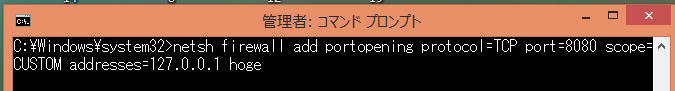 管理者: コマンド プロンプト
C:¥Windows¥system32>netsh firewall add portopening protocol=TCP port=8080 scope=
CUSTOM addresses=127.0.0.1 hoge